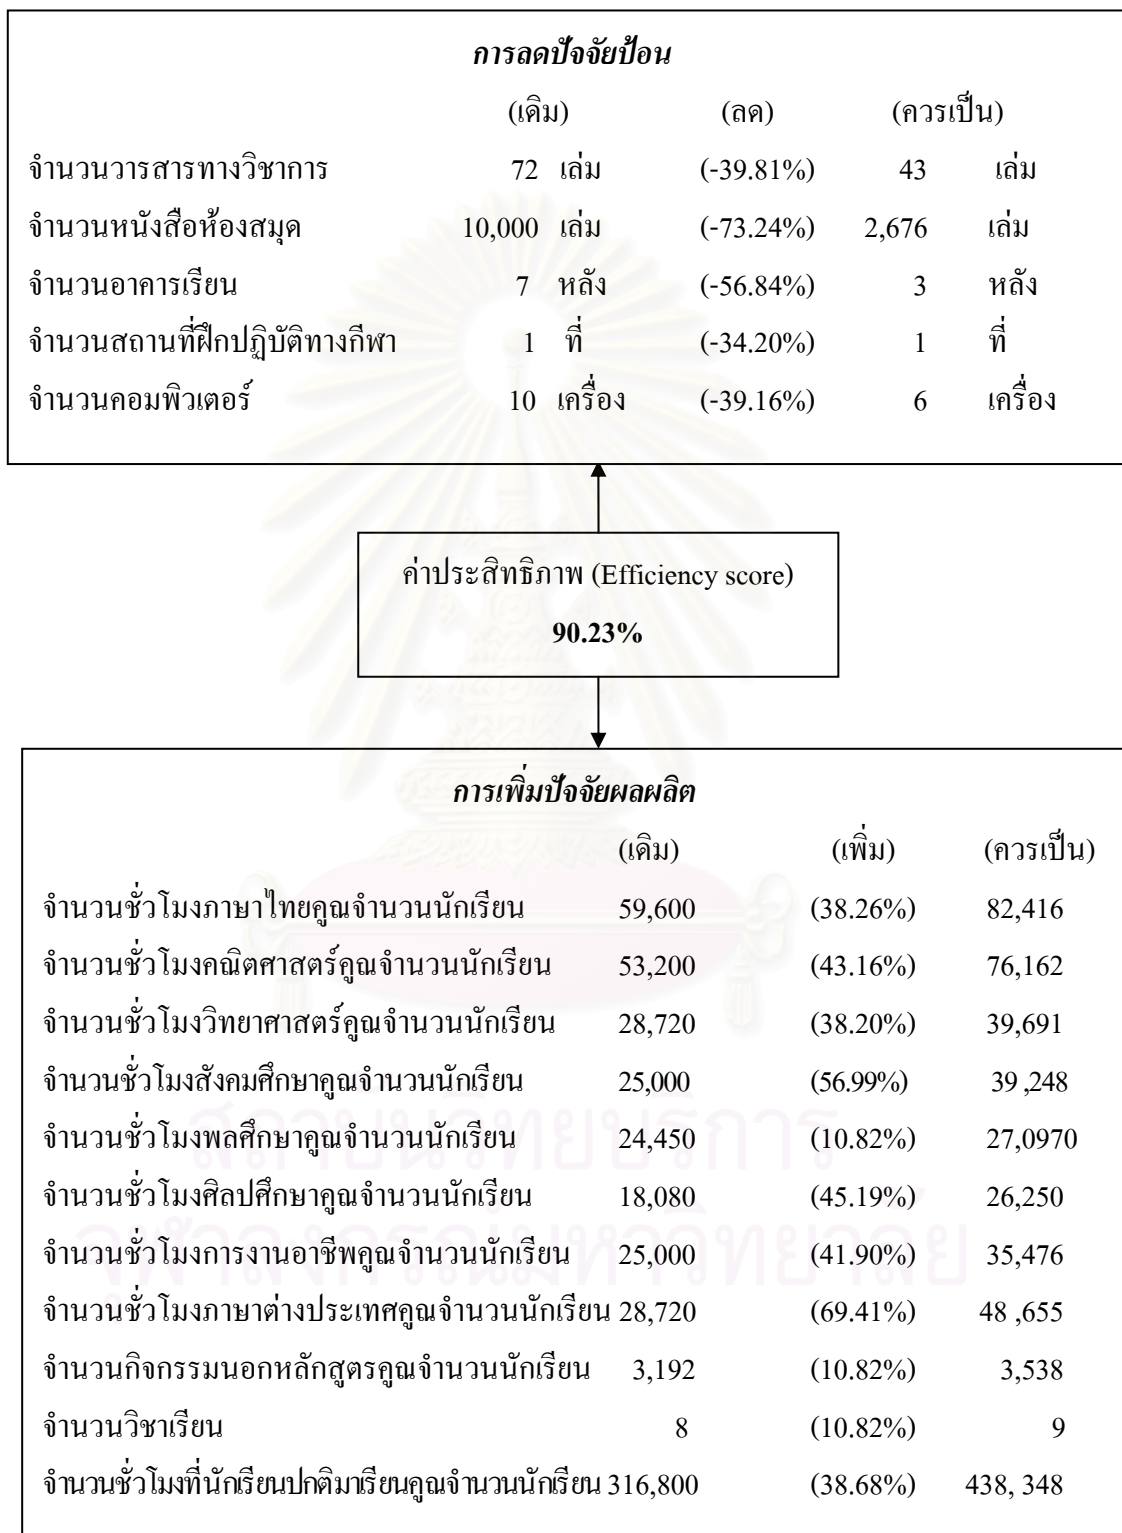 การลดปัจจัยป้อน
(เดิม) (ลด) (ควรเป็น)
จำนวนวารสารทางวิชาการ 72 เล่ม (-39.81%) 43 เล่ม
จำนวนหนังสือห้องสมุด 10,000 เล่ม (-73.24%) 2,676 เล่ม
จำนวนอาคารเรียน 7 หลัง (-56.84%) 3 หลัง
จำนวนสถานที่ฝึกปฏิบัติทางกีฬา 1 ที่ (-34.20%) 1 ที่
จำนวนคอมพิวเตอร์ 10 เครื่อง (-39.16%) 6 เครื่อง
ค่าประสิทธิภาพ (Efficiency score)
90.23%
การเพิ่มปัจจัยผลผลิต
(เดิม) (เพิ่ม) (ควรเป็น)
จำนวนชั่วโมงภาษาไทยคูณจำนวนนักเรียน 59,600 (38.26%) 82,416
จำนวนชั่วโมงคณิตศาสตร์คูณจำนวนนักเรียน 53,200 (43.16%) 76,162
จำนวนชั่วโมงวิทยาศาสตร์คูณจำนวนนักเรียน 28,720 (38.20%) 39,691
จำนวนชั่วโมงสังคมศึกษาคูณจำนวนนักเรียน 25,000 (56.99%) 39 ,248
จำนวนชั่วโมงพลศึกษาคูณจำนวนนักเรียน 24,450 (10.82%) 27,0970
สถาบันวิทยบริการ
จำนวนชั่วโมงศิลปศึกษาคูณจำนวนนักเรียน 18,080 (45.19%) 26,250
จุฬาลงกรณ์มหาวิทยาลัย
จำนวนชั่วโมงการงานอาชีพคูณจำนวนนักเรียน 25,000 (41.90%) 35,476
จำนวนชั่วโมงภาษาต่างประเทศคูณจำนวนนักเรียน 28,720 (69.41%) 48 ,655
จำนวนกิจกรรมนอกหลักสูตรคูณจำนวนนักเรียน 3,192 (10.82%) 3,538
จำนวนวิชาเรียน 8 (10.82%) 9
จำนวนชั่วโมงที่นักเรียนปกติมาเรียนคูณจำนวนนักเรียน 316,800 (38.68%) 438, 348